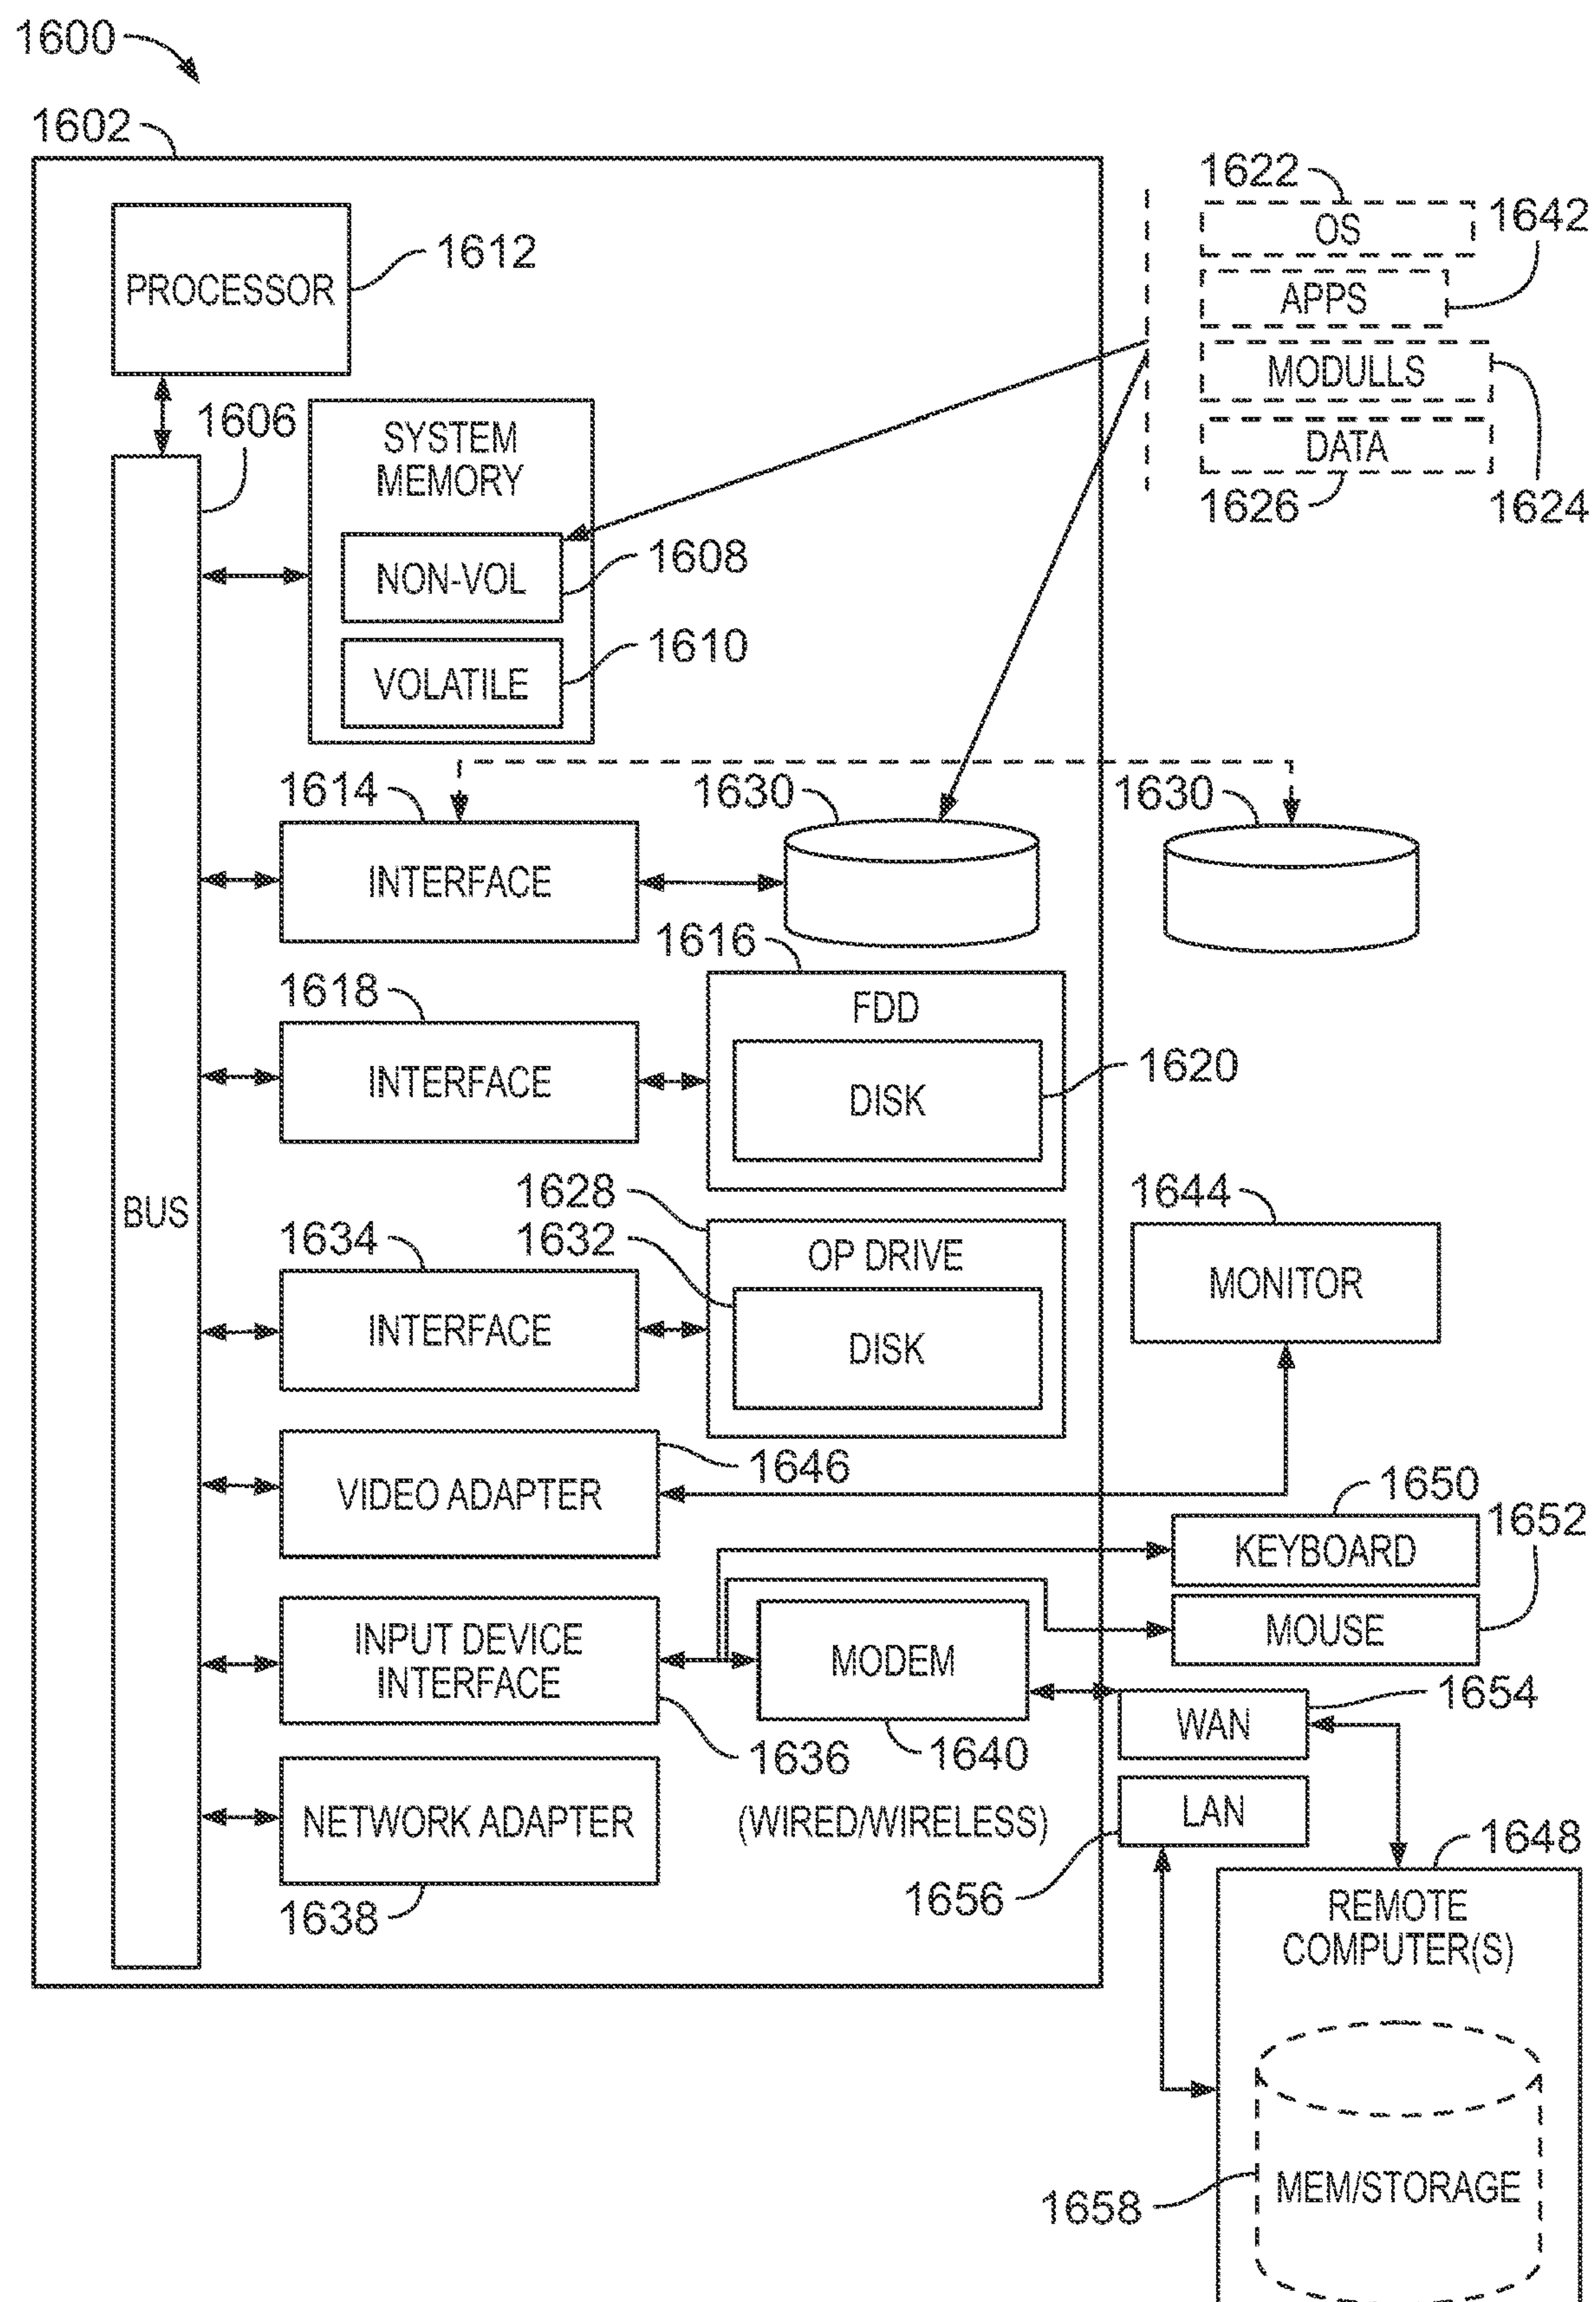 1600
1602
1622
OS
1642
APPS
MODULLS
DATA
1626
1624
PROCESSOR
1612
1606
SYSTEM
MEMORY
NON-VOL
1608
VOLATILE
1610
1614
INTERFACE
1630
1630
1616
1618
INTERFACE
FDD
DISK
1620
BUS
1628
1632
1634
INTERFACE
OP DRIVE
DISK
1644
MONITOR
VIDEO ADAPTER
1646
1650
KEYBOARD
1652
MOUSE
INPUT DEVICE
INTERFACE
1636
MODEM
1640
WAN
1654
NETWORK ADAPTER
1638
(WIRED/WIRELESS)
LAN
1656
1648
REMOTE
COMPUTER(S)
MEM/STORAGE
1658